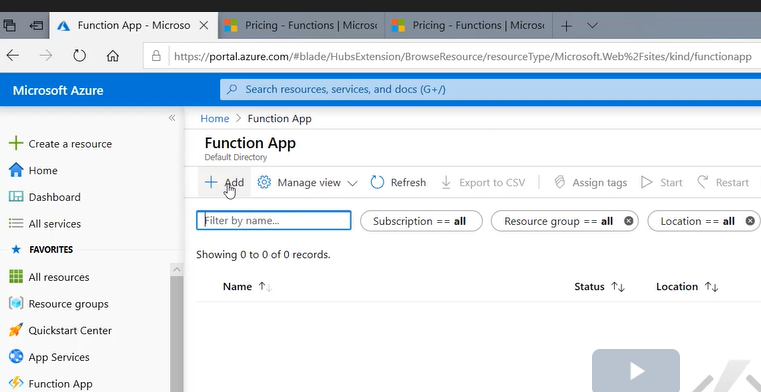 Function App - Microso
Pricing - Functions | Microso
Pricing - Functions | Microso
https://portal.azure.com/#blade/HubsExtension/BrowseResource/resourceType/Microsoft.Web%2Fsites/kind/functionapp
Microsoft Azure
Search resources, services, and docs (G+/)
Create a resource
Home
Dashboard
All services
FAVORITES
All resources
Resource groups
Quickstart Center
App Services
Function App
Home > Function App
Function App
Default Directory
Add Manage view Refresh Export to CSV Assign tags Start Restart
Filter by name... Subscription == all Resource group == all Location == all
Showing 0 to 0 of 0 records.
Name Status Location